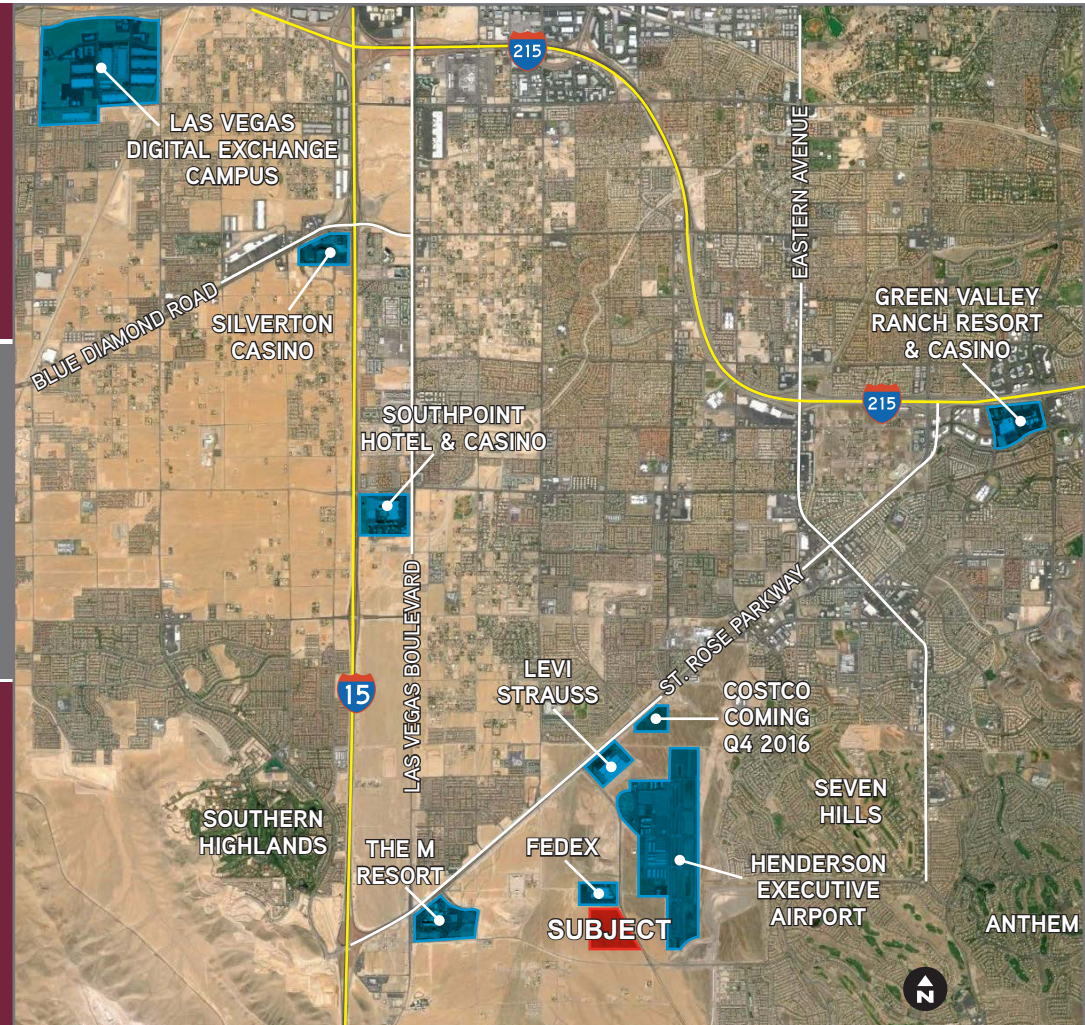 215
LAS VEGAS
DIGITAL EXCHANGE
CAMPUS
EASTERN AVENUE
BLUE DIAMOND ROAD
SILVERTON
CASINO
GREEN VALLEY
RANCH RESORT
& CASINO
215
SOUTHPOINT
HOTEL & CASINO
LAS VEGAS BOULEVARD
ST. ROSE PARKWAY
15
LEVI
STRAUSS
COSTCO
COMING
Q4 2016
SEVEN
HILLS
SOUTHERN
HIGHLANDS
THE M
RESORT
FEDEX
HENDERSON
EXECUTIVE
AIRPORT
SUBJECT
ANTHEM
N